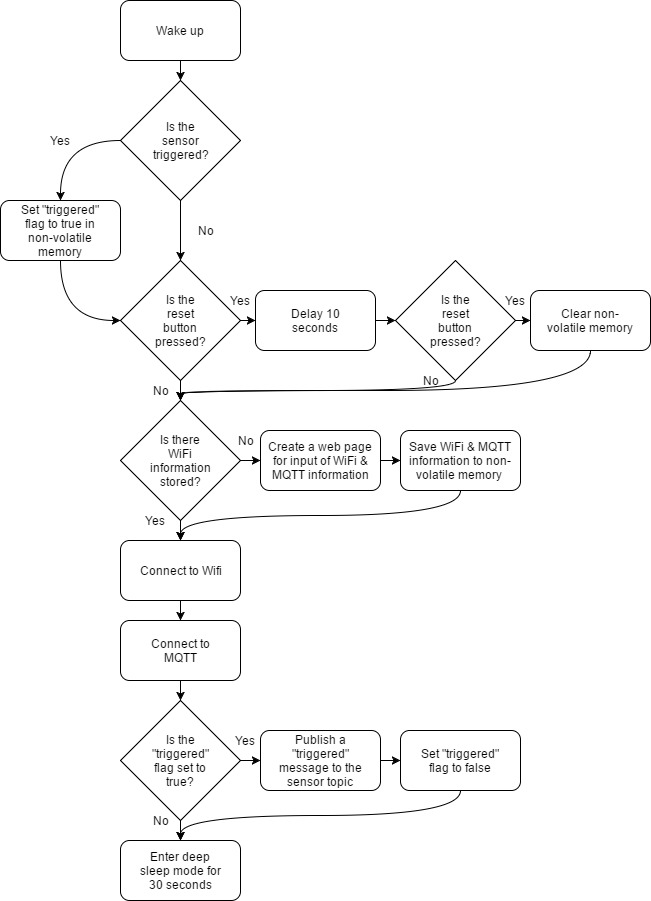 Wake up
Is the
sensor
triggered?
Yes
Set "triggered"
flag to true in
non-volatile
memory
No
Is the
reset
button
pressed?
Yes
Delay 10
seconds
Is the
reset
button
pressed?
Yes
Clear non-
volatile memory
No
No
Is there
WiFi
information
stored?
No
Create a web page
for input of WiFi &
MQTT information
Save WiFi & MQTT
information to non-
volatile memory
Yes
Connect to Wifi
Connect to
MQTT
Is the
"triggered"
flag set to
true?
Yes
Publish a
"triggered"
message to the
sensor topic
Set "triggered"
flag to false
No
Enter deep
sleep mode for
30 seconds